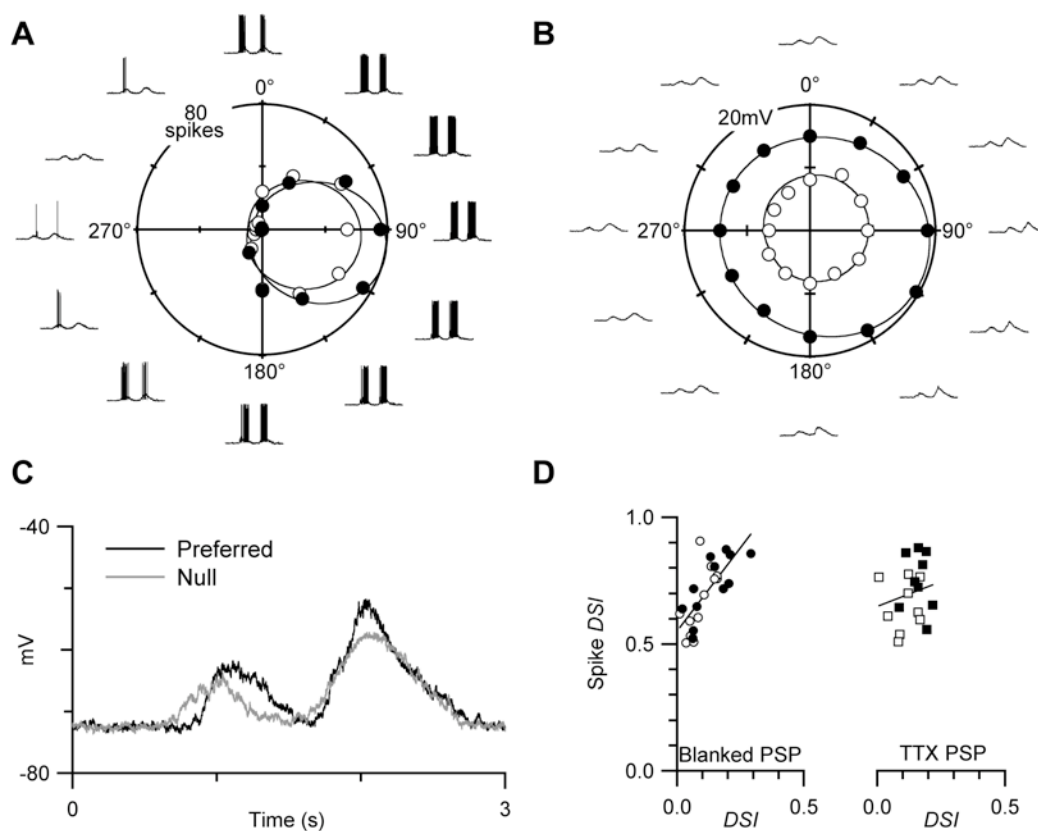 A
0°
80
spikes
270°
90°
180°
B
0°
20mV
270°
90°
180°
C
-40
Preferred
Null
mV
-80
0
Time (s)
3
D
1.0
Spike DSI
0.5
0.0
Blanked PSP
TTX PSP
0.0
0.5
0.0
0.5
DSI
DSI